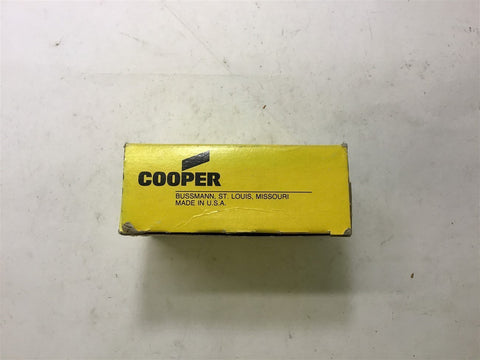 COOPER
BUSSMANN, ST. LOUIS, MISSOURI
MADE IN U.S.A.